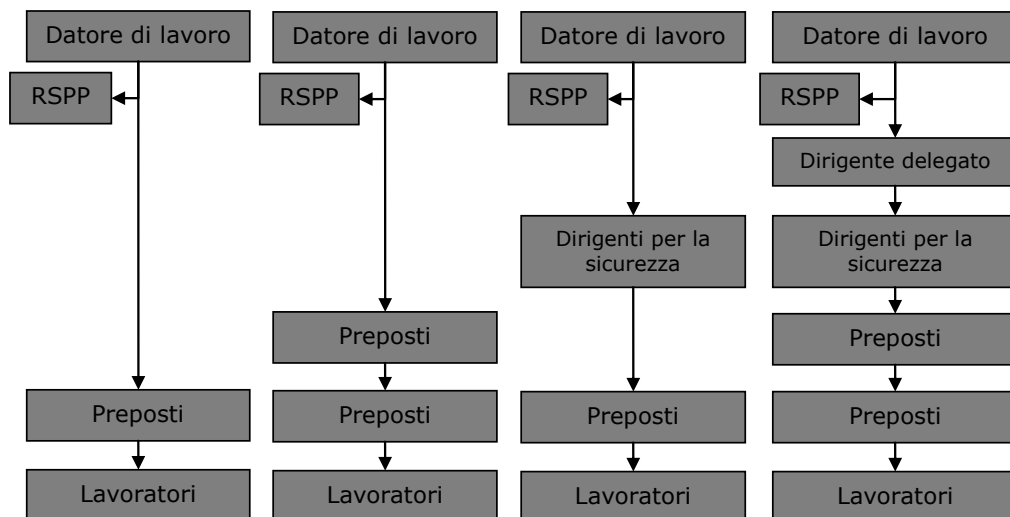 Datore di lavoro
RSPP
Preposti
Lavoratori
Datore di lavoro
RSPP
Preposti
Preposti
Lavoratori
Datore di lavoro
RSPP
Dirigenti per la
sicurezza
Preposti
Lavoratori
Datore di lavoro
RSPP
Dirigente delegato
Dirigenti per la
sicurezza
Preposti
Preposti
Lavoratori